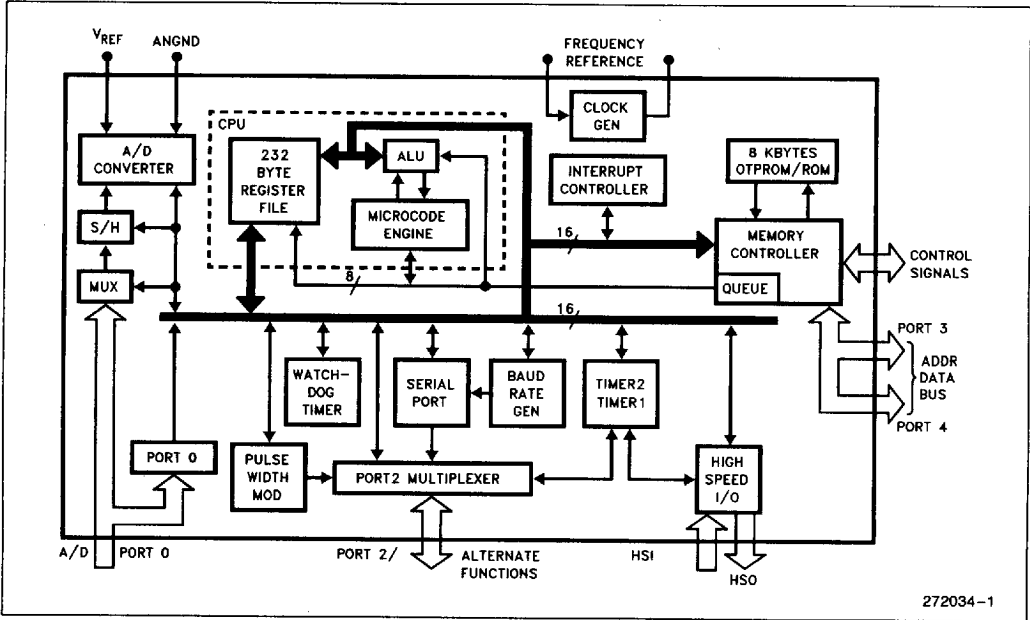 VREF
ANGND
FREQUENCY
REFERENCE
CLOCK
GEN
CPU
A/D
CONVERTER
232
BYTE
REGISTER
FILE
ALU
INTERRUPT
CONTROLLER
8 KBYTES
OTPROM/ROM
S/H
MICROCODE
ENGINE
16
MEMORY
CONTROLLER
CONTROL
SIGNALS
MUX
8
QUEUE
16
PORT 3
ADDR
DATA
BUS
PORT 4
WATCH-
DOG
TIMER
SERIAL
PORT
BAUD
RATE
GEN
TIMER2
TIMER1
PORT 0
PULSE
WIDTH
MOD
PORT2 MULTIPLEXER
HIGH
SPEED
I/O
A/D
PORT 0
PORT 2/
ALTERNATE
FUNCTIONS
HSI
HSO
272034-1